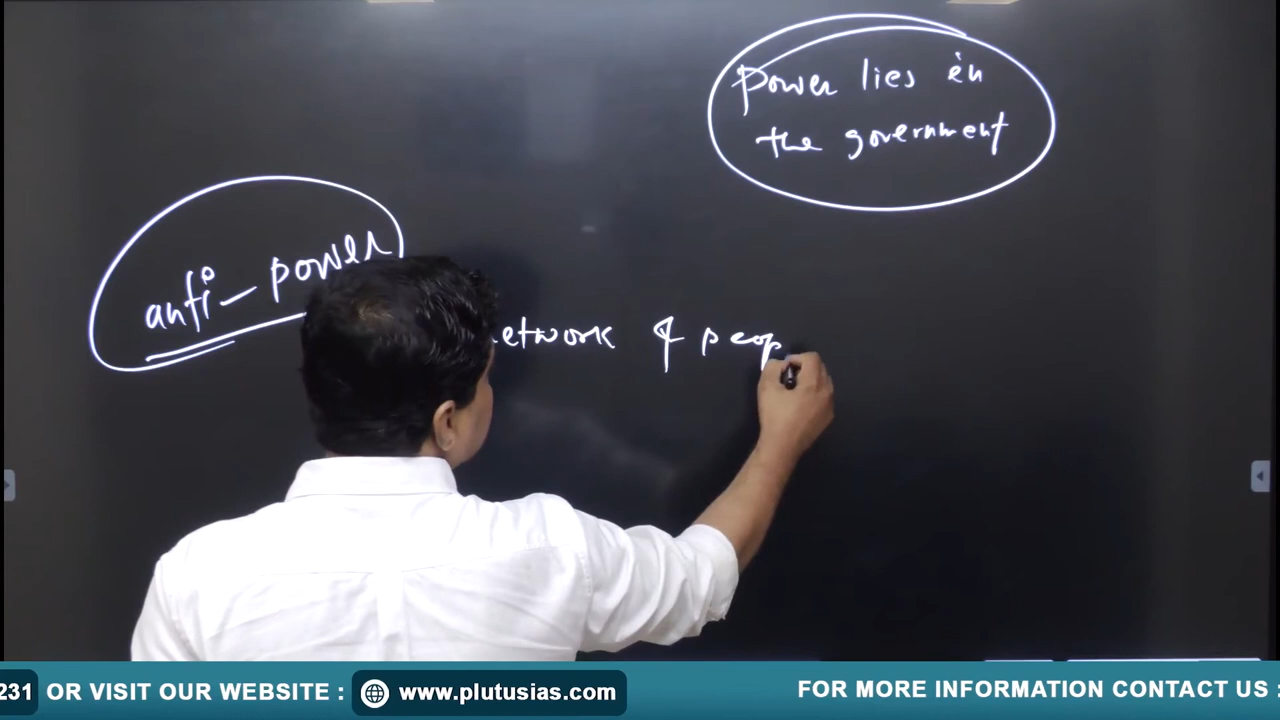 power lies in
the government
anti-power
network of peop
231 OR VISIT OUR WEBSITE : www.plutusias.com FOR MORE INFORMATION CONTACT US :